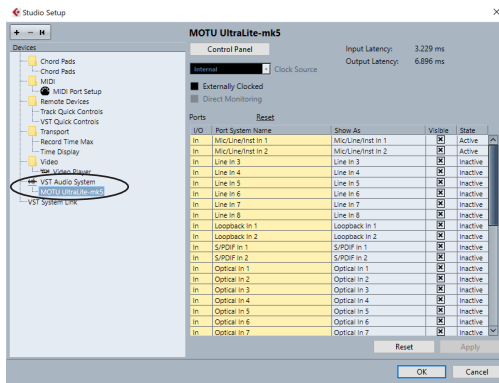 Studio Setup
Devices
Chord Pads
Chord Pads
MIDI
MIDI Port Setup
Remote Devices
Track Quick Controls
VST Quick Controls
Transport
Record Time Max
Time Display
Video
Video Player
VST Audio System
MOTU UltraLite-mk5
VST System Link
MOTU UltraLite-mk5
Control Panel Input Latency: 3.229 ms
Output Latency: 6.896 ms
Internal Clock Source
Externally Clocked
Direct Monitoring
Ports Reset
I/O Port System Name Show As Visible State
In Mic/Line/Inst In 1 Mic/Line/Inst In 1 Active
In Mic/Line/Inst In 2 Mic/Line/Inst In 2 Active
In Line In 3 Line In 3 Inactive
In Line In 4 Line In 4 Inactive
In Line In 5 Line In 5 Inactive
In Line In 6 Line In 6 Inactive
In Line In 7 Line In 7 Inactive
In Line In 8 Line In 8 Inactive
In Loopback In 1 Loopback In 1 Inactive
In Loopback In 2 Loopback In 2 Inactive
In S/PDIF In 1 S/PDIF In 1 Inactive
In S/PDIF In 2 S/PDIF In 2 Inactive
In Optical In 1 Optical In 1 Inactive
In Optical In 2 Optical In 2 Inactive
In Optical In 3 Optical In 3 Inactive
In Optical In 4 Optical In 4 Inactive
In Optical In 5 Optical In 5 Inactive
In Optical In 6 Optical In 6 Inactive
In Optical In 7 Optical In 7 Inactive
Reset Apply
OK Cancel